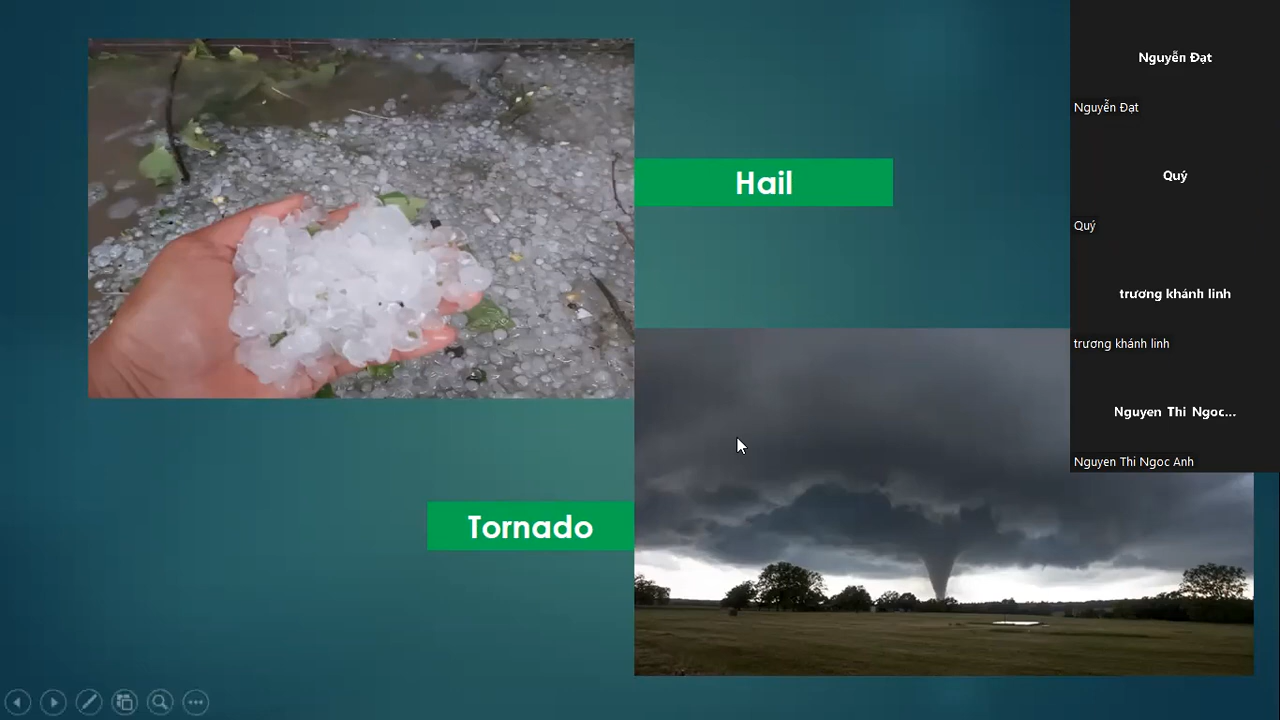 Hail
Tornado
Nguyễn Đạt
Nguyễn Đạt
Quý
Quý
trương khánh linh
trương khánh linh
Nguyen Thi Ngoc...
Nguyen Thi Ngoc Anh